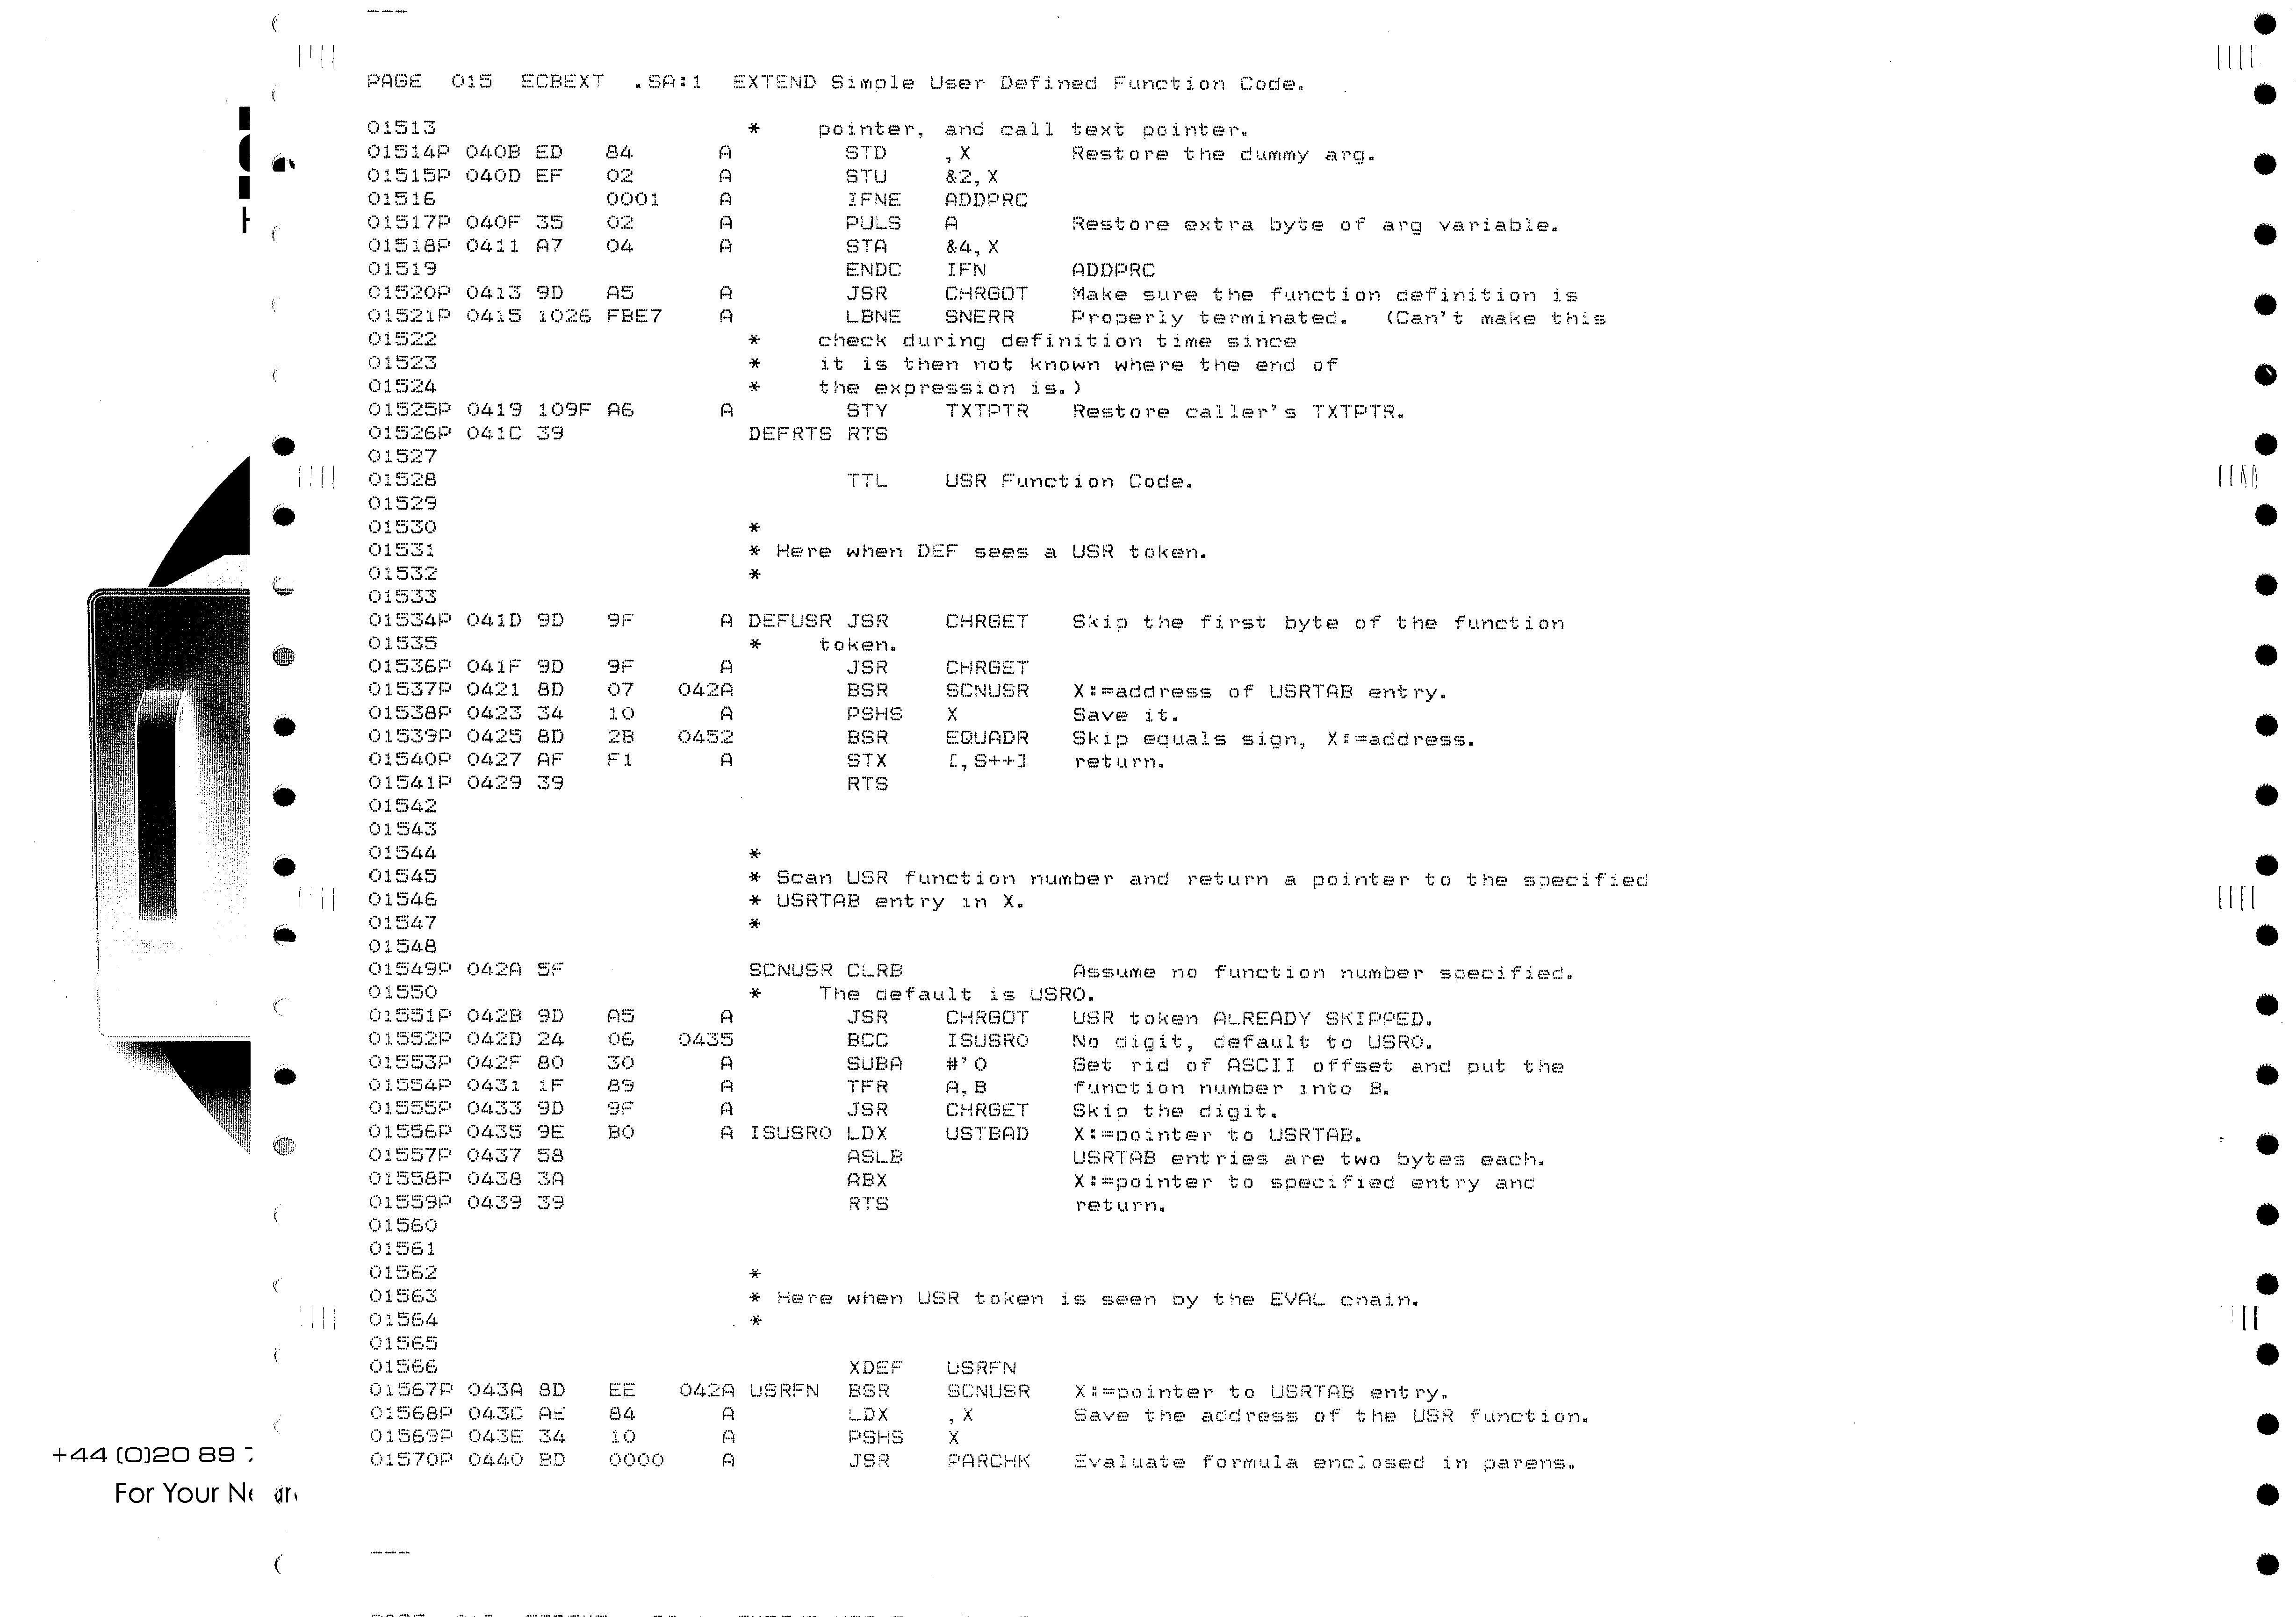 PAGE  015  ECBEXT  .SA:1  EXTEND Simple User Defined Function Code.
01513                      *    pointer, and call text pointer.
01514P 040B ED   84      A        STD    ,X       Restore the dummy arg.
01515P 040D EF   02      A        STU    &2,X
01516            0001    A        IFNE   ADDPRC
01517P 040F 35   02      A        PULS   A        Restore extra byte of arg variable.
01518P 0411 A7   04      A        STA    &4,X
01519                             ENDC   IFN      ADDPRC
01520P 0413 9D   A5      A        JSR    CHRGOT   Make sure the function definition is
01521P 0415 1026 FBE7    A        LBNE   SNERR    Properly terminated.  (Can't make this
01522                      *    check during definition time since
01523                      *    it is then not known where the end of
01524                      *    the expression is.)
01525P 0419 109F A6      A        STY    TXTPTR   Restore caller's TXTPTR.
01526P 041C 39             DEFRTS RTS
01527
01528                             TTL    USR Function Code.
01529
01530                      *
01531                      * Here when DEF sees a USR token.
01532                      *
01533
01534P 041D 9D   9F      A DEFUSR JSR    CHRGET   Skip the first byte of the function
01535                      *    token.
01536P 041F 9D   9F      A        JSR    CHRGET
01537P 0421 8D   07   042A        BSR    SCNUSR   X:=address of USRTAB entry.
01538P 0423 34   10      A        PSHS   X        Save it.
01539P 0425 8D   2B   0452        BSR    EQUADR   Skip equals sign, X:=address.
01540P 0427 AF   F1      A        STX    [,S++]   return.
01541P 0429 39                    RTS
01542
01543
01544                      *
01545                      * Scan USR function number and return a pointer to the specified
01546                      * USRTAB entry in X.
01547                      *
01548
01549P 042A 5F             SCNUSR CLRB            Assume no function number specified.
01550                      *    The default is USR0.
01551P 042B 9D   A5      A        JSR    CHRGOT   USR token ALREADY SKIPPED.
01552P 042D 24   06   0435        BCC    ISUSR0   No digit, default to USR0.
01553P 042F 80   30      A        SUBA   #'0      Get rid of ASCII offset and put the
01554P 0431 1F   89      A        TFR    A,B      function number into B.
01555P 0433 9D   9F      A        JSR    CHRGET   Skip the digit.
01556P 0435 9E   B0      A ISUSR0 LDX    USTBAD   X:=pointer to USRTAB.
01557P 0437 58                    ASLB            USRTAB entries are two bytes each.
01558P 0438 3A                    ABX             X:=pointer to specified entry and
01559P 0439 39                    RTS             return.
01560
01561
01562                      *
01563                      * Here when USR token is seen by the EVAL chain.
01564                      *
01565
01566                             XDEF   USRFN
01567P 043A 8D   EE   042A USRFN  BSR    SCNUSR   X:=pointer to USRTAB entry.
01568P 043C AE   84      A        LDX    ,X       Save the address of the USR function.
01569P 043E 34   10      A        PSHS   X
01570P 0440 BD   0000    A        JSR    PARCHK   Evaluate formula enclosed in parens.
+44 (0)20 89
For Your